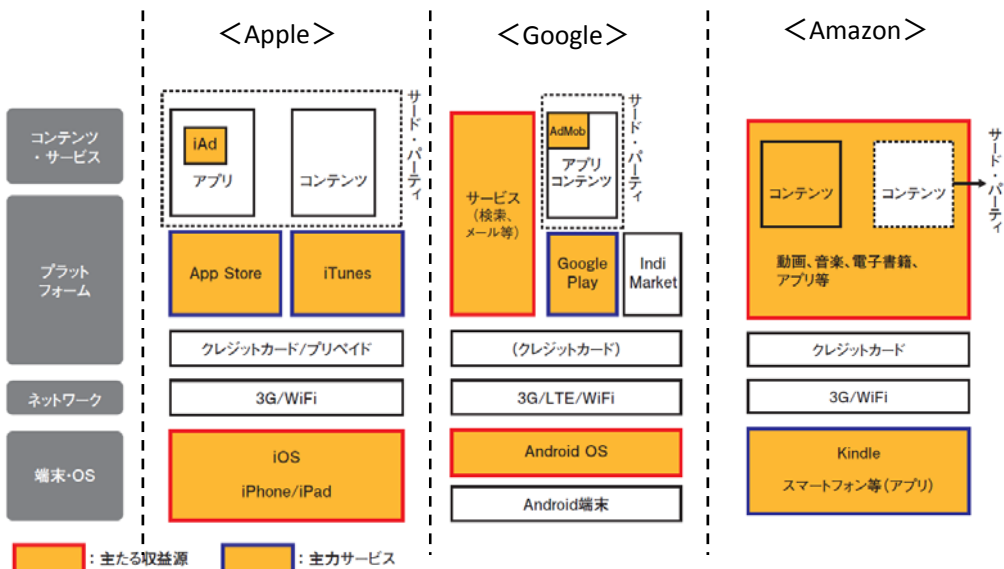 ＜Apple＞
＜Google＞
＜Amazon＞
コンテンツ
・サービス
プラット
フォーム
ネットワーク
端末・OS
サード・パーティ
iAd
アプリ
コンテンツ
App Store
iTunes
クレジットカード/プリペイド
3G/WiFi
iOS
iPhone/iPad
サービス
(検索、
メール等)
サード・パーティ
AdMob
アプリ
コンテンツ
Google
Play
Indi
Market
(クレジットカード)
3G/LTE/WiFi
Android OS
Android端末
コンテンツ
コンテンツ
サード・パーティ
動画、音楽、電子書籍、
アプリ等
クレジットカード
3G/WiFi
Kindle
スマートフォン等(アプリ)
：主たる収益源
：主力サービス